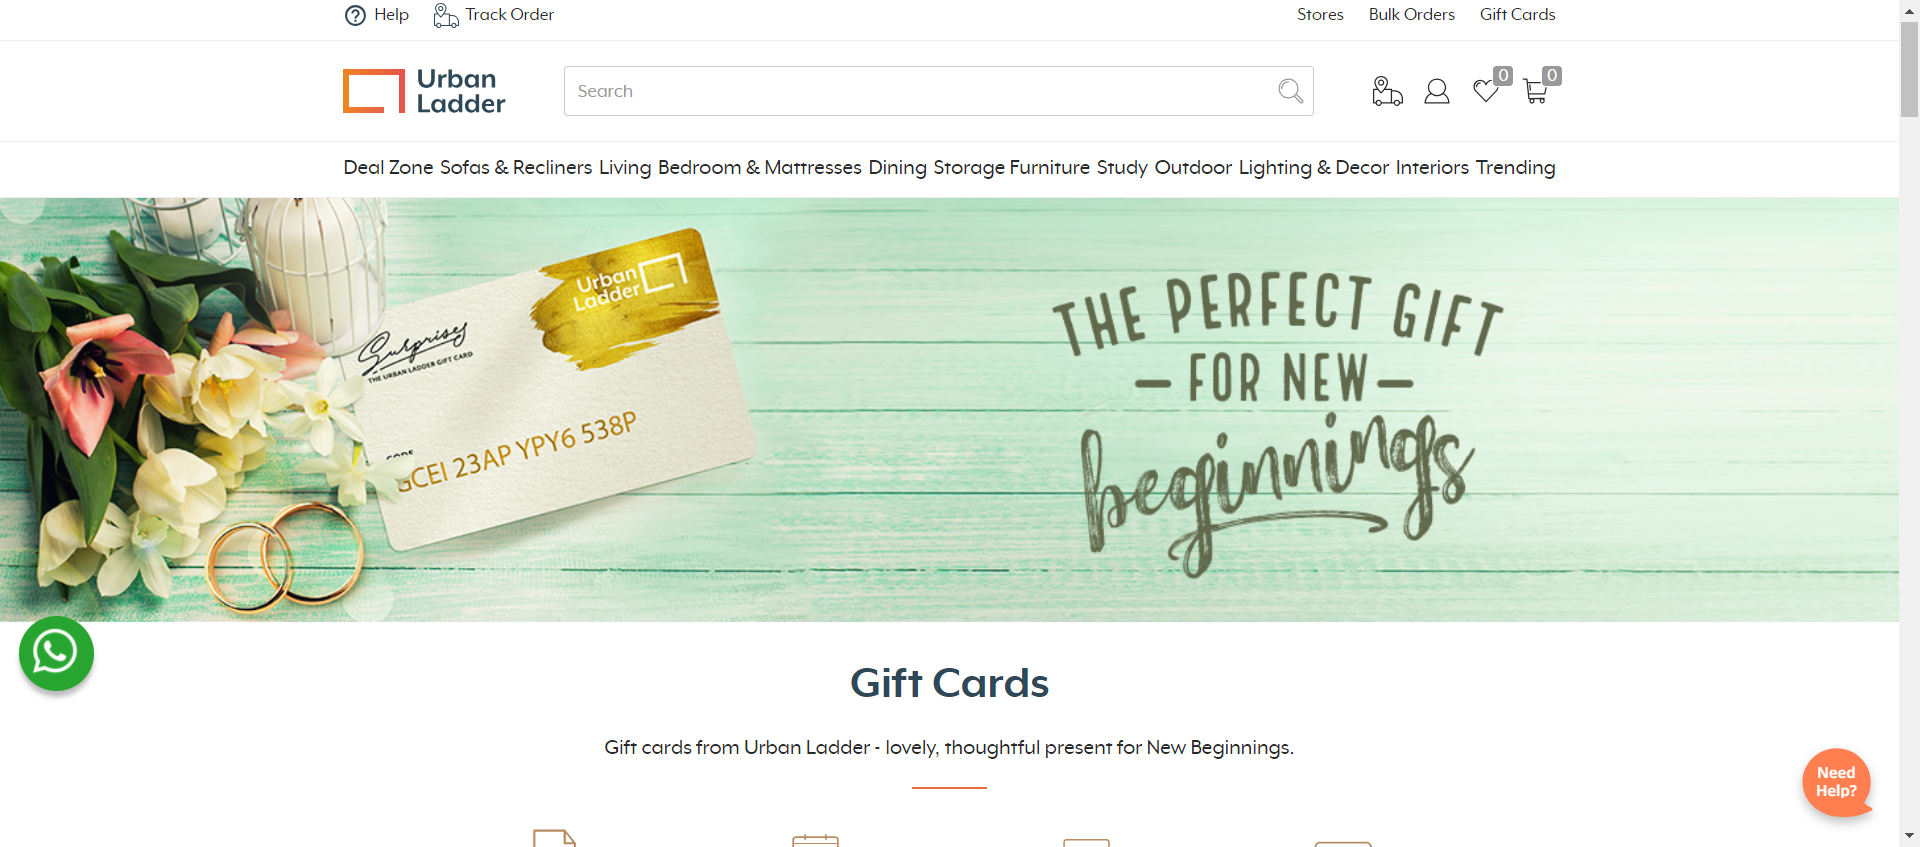 Help
Track Order
Stores
Bulk Orders
Gift Cards
Urban
Ladder
Search
0
0
Deal Zone
Sofas & Recliners
Living
Bedroom & Mattresses
Dining
Storage Furniture
Study
Outdoor
Lighting & Decor
Interiors
Trending
Urban
Ladder
Surprises
THE URBAN LADDER GIFT CARD
CODE
GCEI 23AP YPY6 538P
THE PERFECT GIFT
— FOR NEW —
beginnings
Gift Cards
Gift cards from Urban Ladder - lovely, thoughtful present for New Beginnings.
Need
Help?